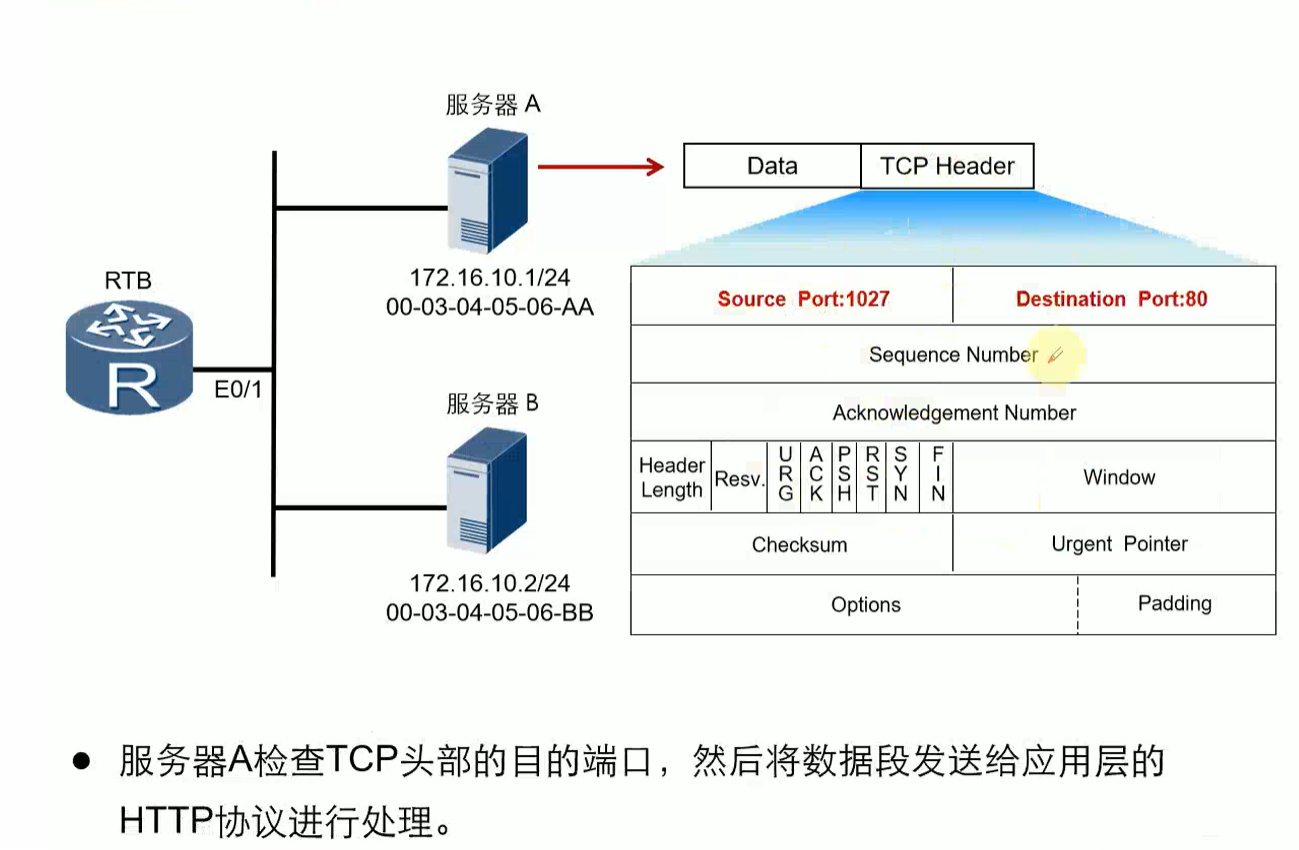 服务器 A
Data
TCP Header
172.16.10.1/24
00-03-04-05-06-AA
RTB
R
E0/1
服务器 B
172.16.10.2/24
00-03-04-05-06-BB
Source Port:1027
Destination Port:80
Sequence Number
Acknowledgement Number
Header
Length
Resv.
URG
ACK
PSH
RST
SYN
FIN
Window
Checksum
Urgent Pointer
Options
Padding
● 服务器A检查TCP头部的目的端口，然后将数据段发送给应用层的
HTTP协议进行处理。